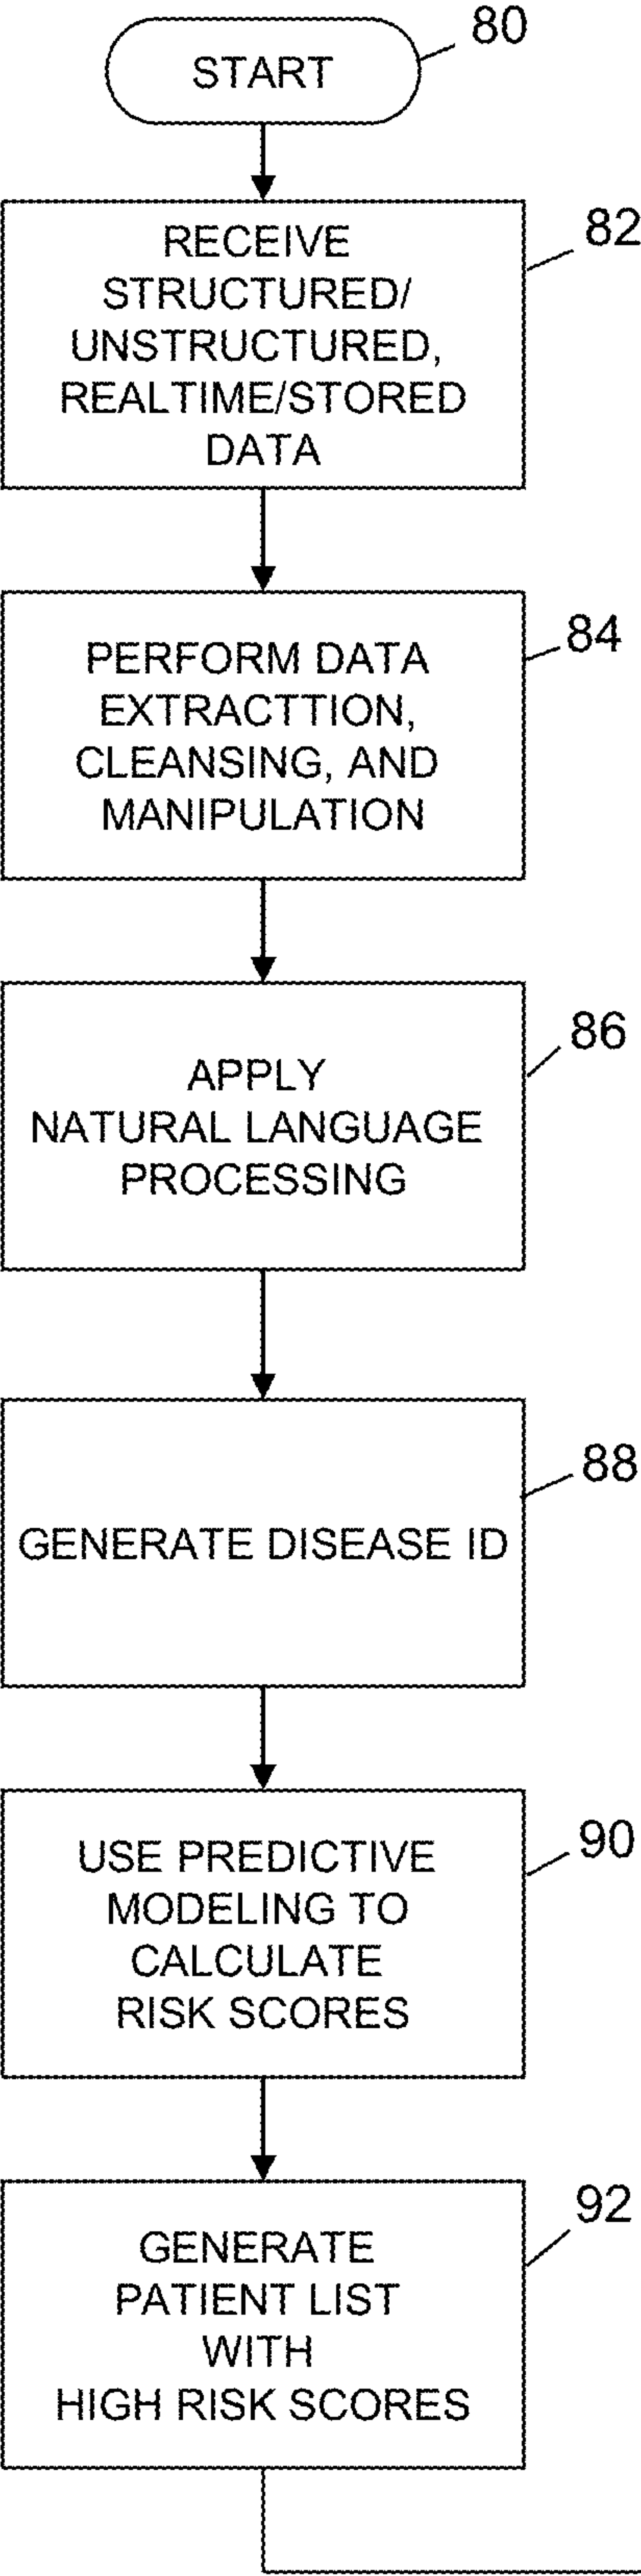 80
START
82
RECEIVE
STRUCTURED/
UNSTRUCTURED,
REALTIME/STORED
DATA
84
PERFORM DATA
EXTRACTTION,
CLEANSING, AND
MANIPULATION
86
APPLY
NATURAL LANGUAGE
PROCESSING
88
GENERATE DISEASE ID
90
USE PREDICTIVE
MODELING TO
CALCULATE
RISK SCORES
92
GENERATE
PATIENT LIST
WITH
HIGH RISK SCORES